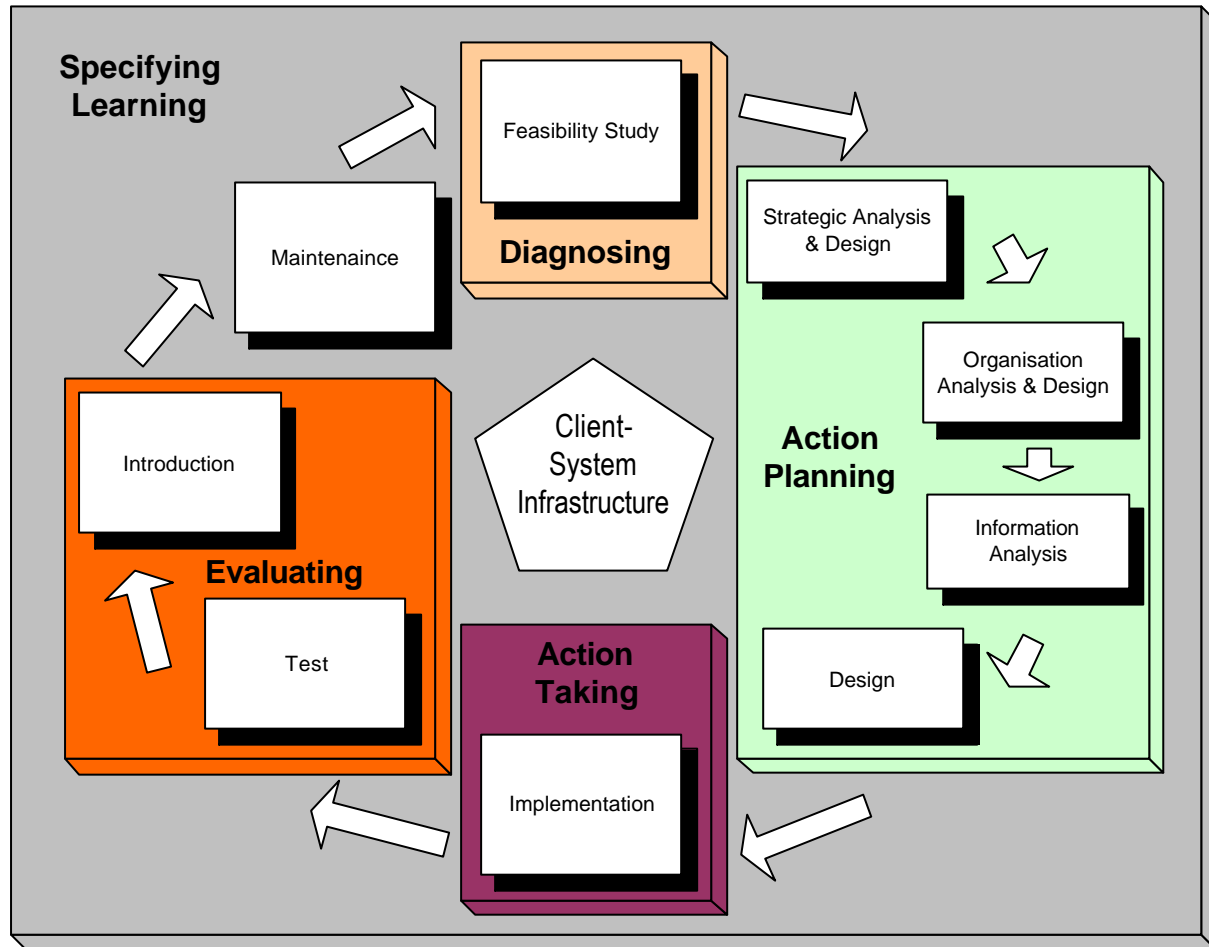 Specifying
Learning
Feasibility Study
Diagnosing
Strategic Analysis
& Design
Organisation
Analysis & Design
Action
Planning
Information
Analysis
Design
Action
Taking
Implementation
Evaluating
Test
Introduction
Maintenaince
Client-
System
Infrastructure